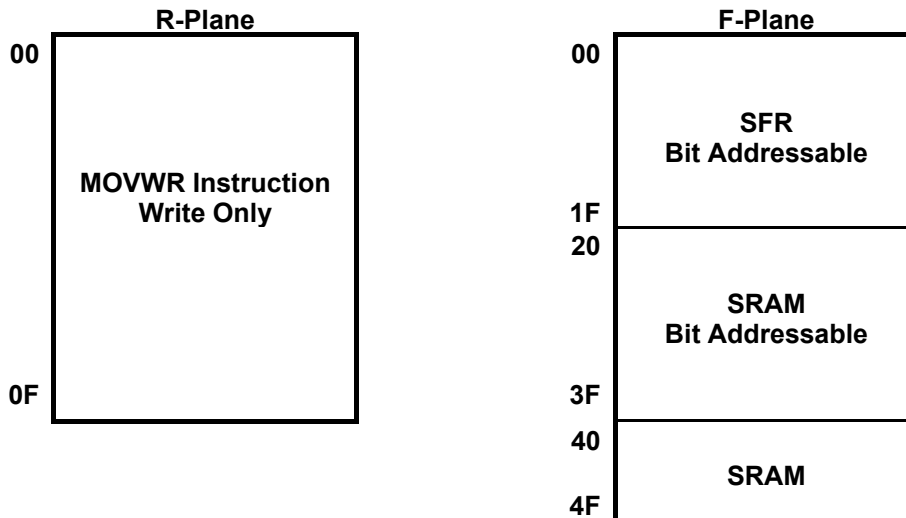 R-Plane
00
MOVWR Instruction
Write Only
0F
F-Plane
00
SFR
Bit Addressable
1F
20
SRAM
Bit Addressable
3F
40
SRAM
4F